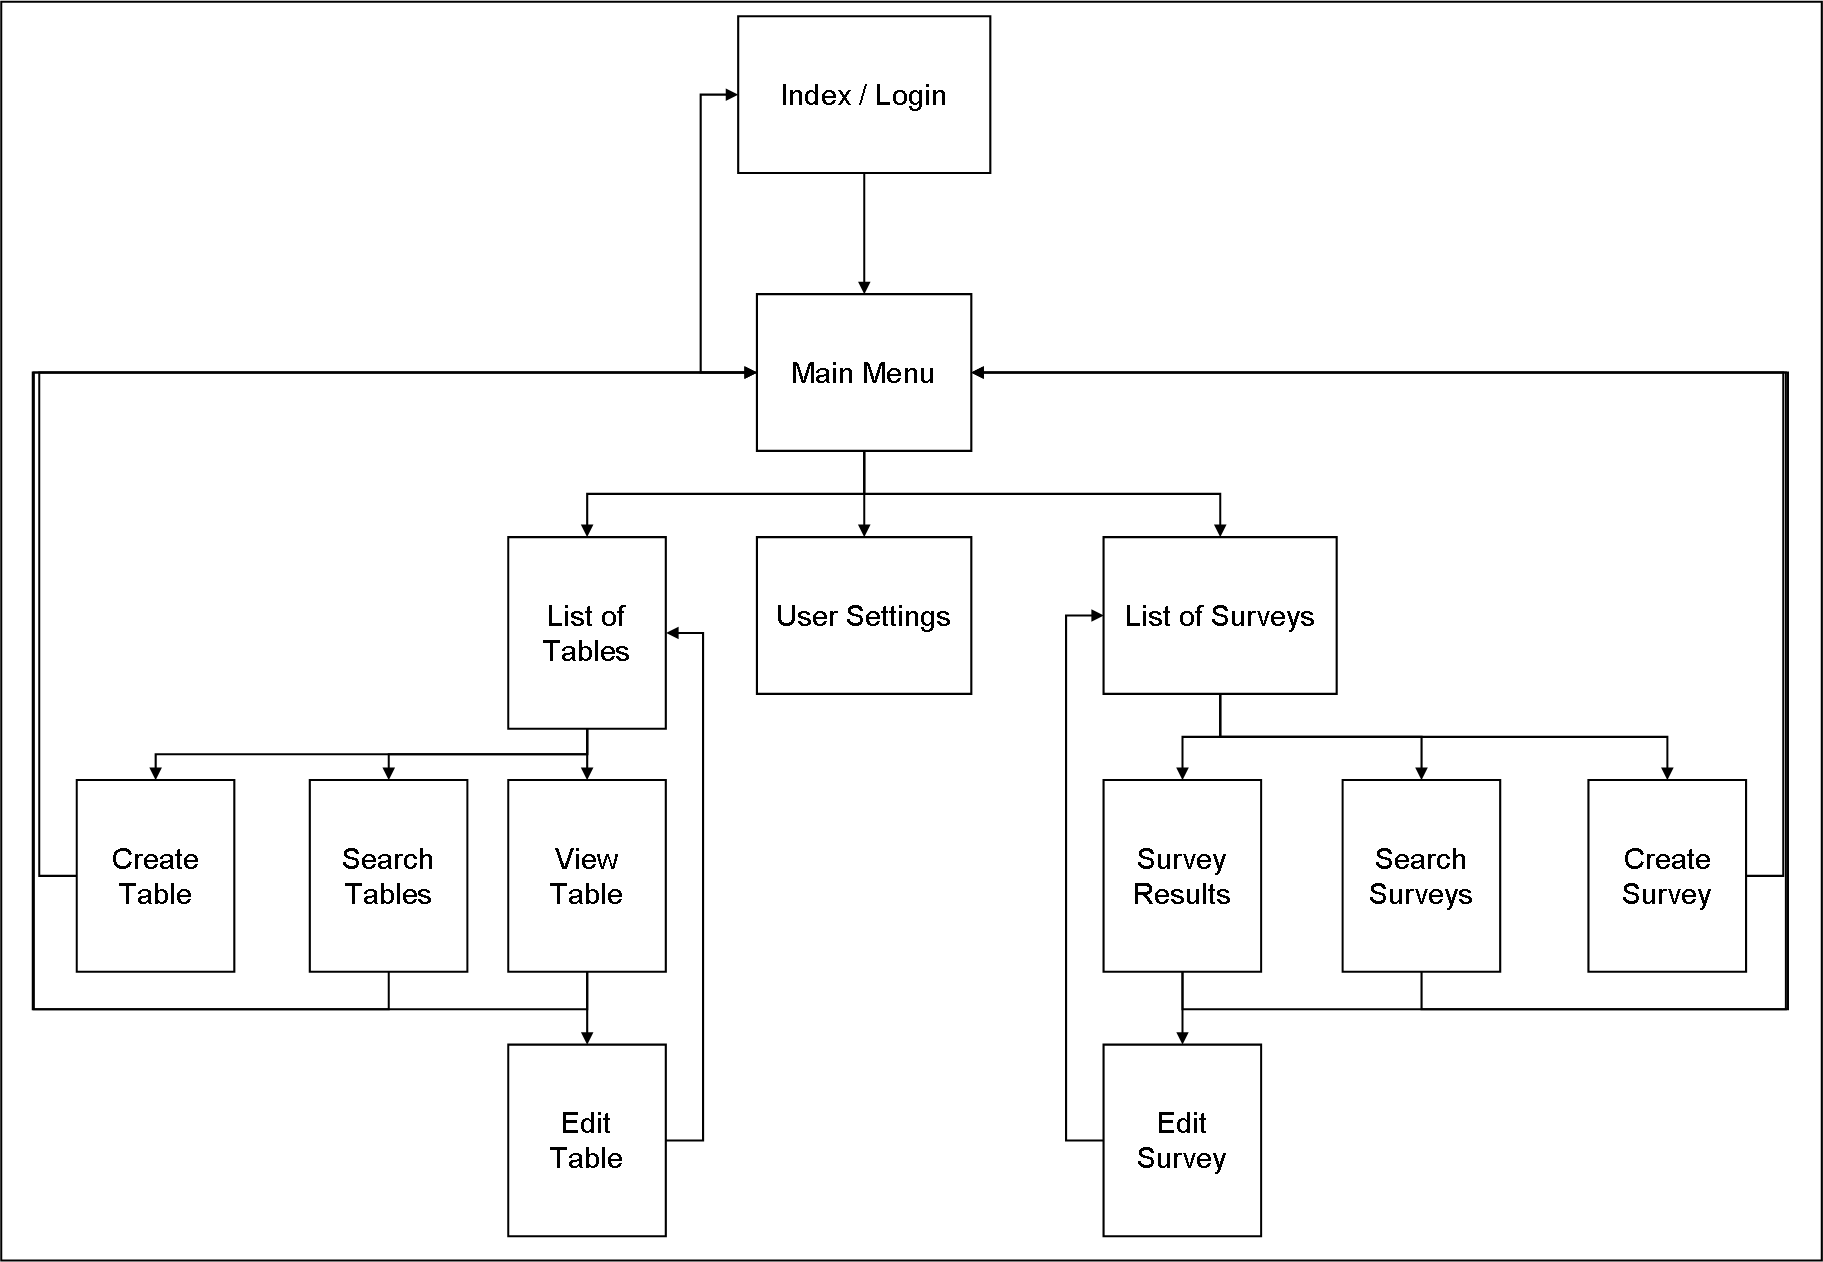 Index / Login
Main Menu
List of
Tables
User Settings
List of Surveys
Create
Table
Search
Tables
View
Table
Survey
Results
Search
Surveys
Create
Survey
Edit
Table
Edit
Survey